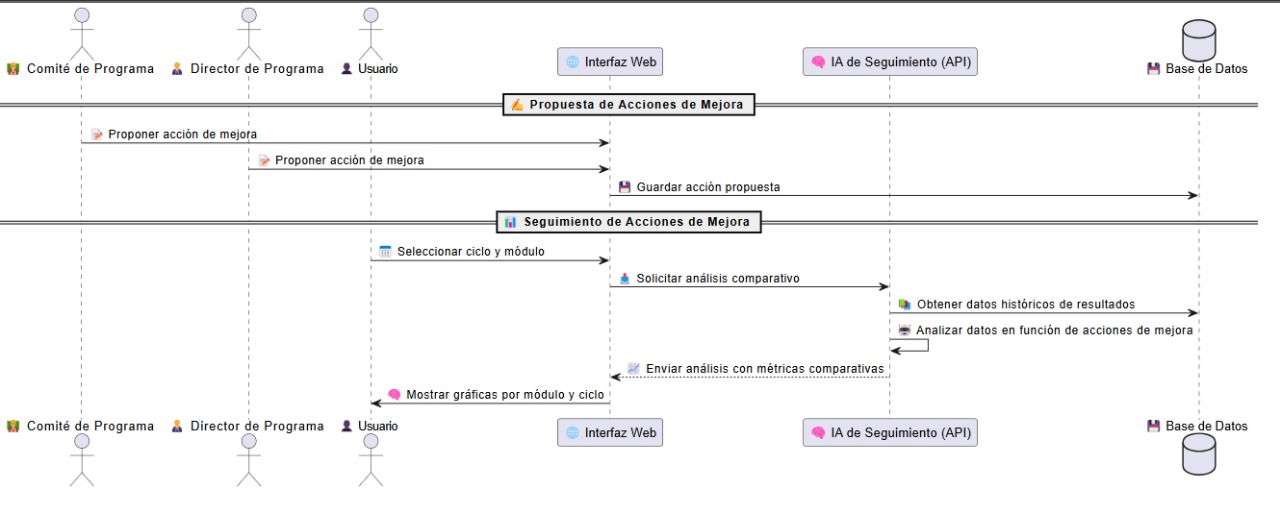 Comité de Programa
Director de Programa
Usuario
Interfaz Web
IA de Seguimiento (API)
Base de Datos
Propuesta de Acciones de Mejora
Proponer acción de mejora
Proponer acción de mejora
Guardar acción propuesta
Seguimiento de Acciones de Mejora
Seleccionar ciclo y módulo
Solicitar análisis comparativo
Obtener datos históricos de resultados
Analizar datos en función de acciones de mejora
Enviar análisis con métricas comparativas
Mostrar gráficas por módulo y ciclo
Comité de Programa
Director de Programa
Usuario
Interfaz Web
IA de Seguimiento (API)
Base de Datos